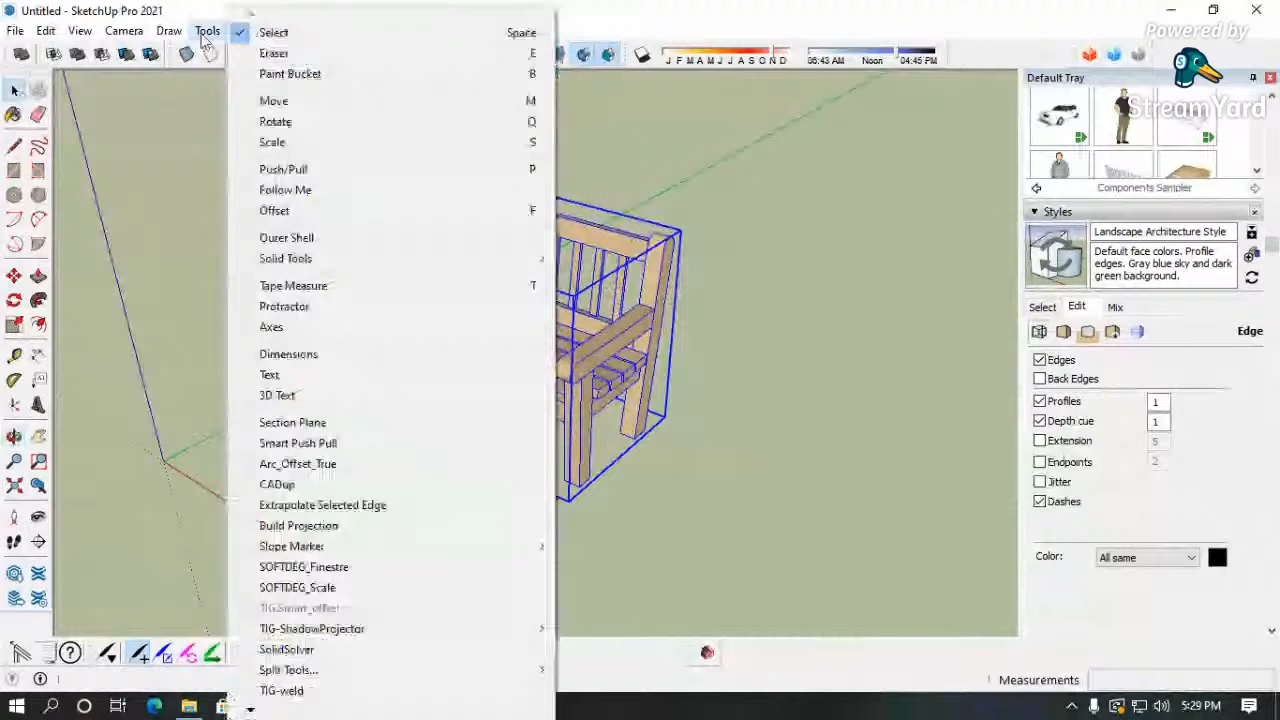 Untitled - SketchUp Pro 2021
File Edit View Camera Draw Tools
Powered by
StreamYard
J F M A M J J A S O N D
06:43 AM Noon 04:45 PM
Select Space
Eraser E
Paint Bucket B
Move M
Rotate Q
Scale S
Push/Pull P
Follow Me
Offset F
Outer Shell
Solid Tools
Tape Measure T
Protractor
Axes
Dimensions
Text
3D Text
Section Plane
Smart Push Pull
Arc_Offset_True
CADup
Extrapolate Selected Edge
Build Projection
Slope Marker
SOFTDEG_Finestre
SOFTDEG_Scale
TIG.Smart_offset
TIG-ShadowProjector
SolidSolver
Split Tools...
TIG-weld
Default Tray
Components Sampler
Styles
Landscape Architecture Style
Default face colors. Profile
edges. Gray blue sky and dark
green background.
Select Edit Mix
Edge
Edges
Back Edges
Profiles 1
Depth cue 1
Extension 5
Endpoints 2
Jitter
Dashes
Color: All same
Measurements
5:29 PM